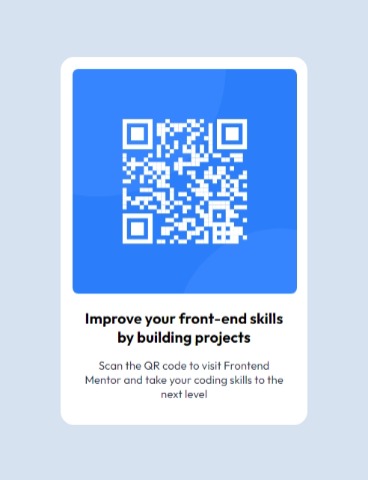 Improve your front-end skills
by building projects
Scan the QR code to visit Frontend
Mentor and take your coding skills to the
next level